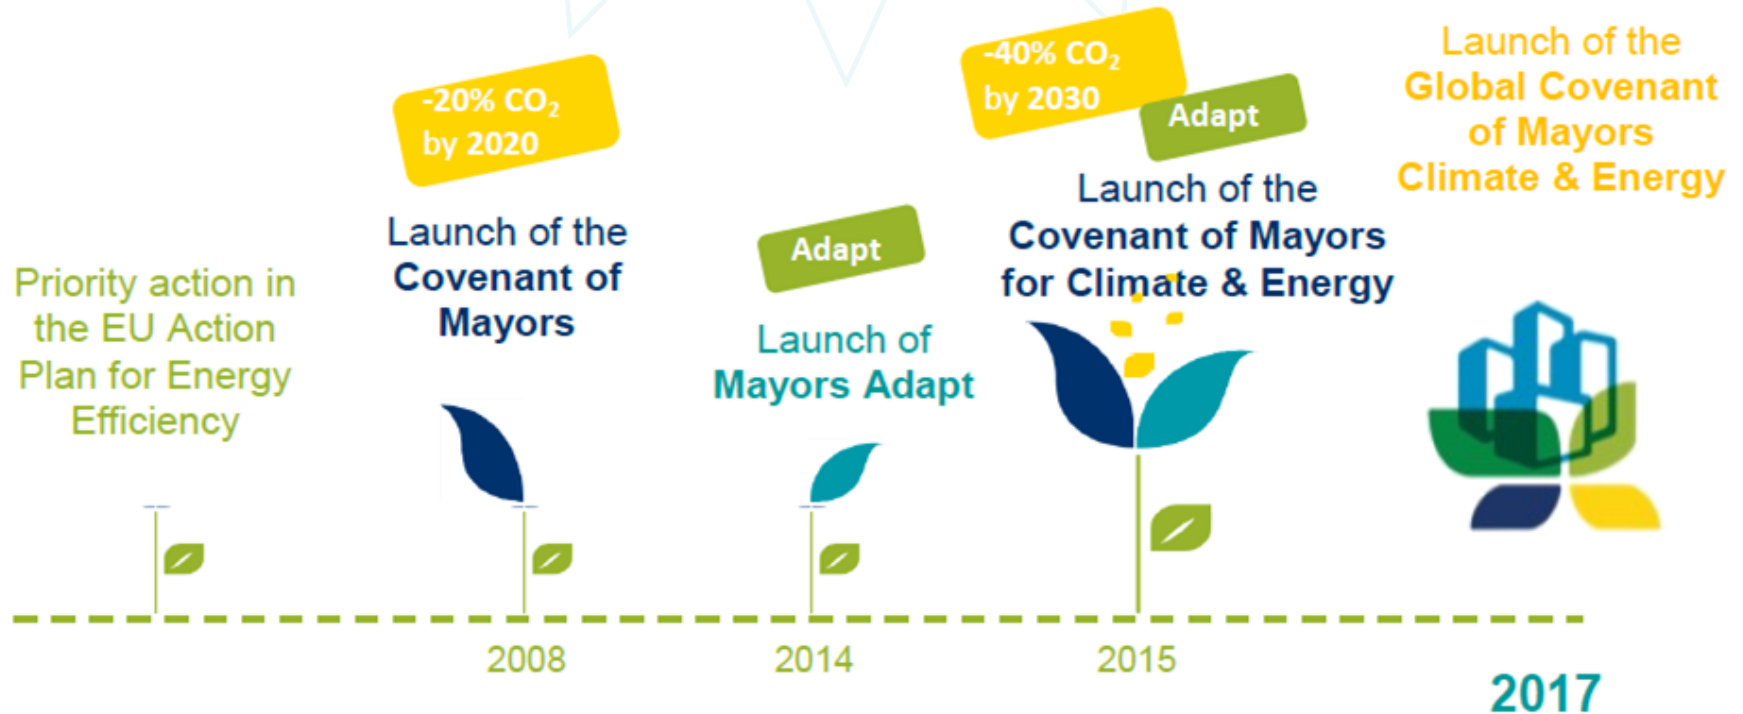 Priority action in
the EU Action
Plan for Energy
Efficiency
-20% CO₂
by 2020
Launch of the
Covenant of
Mayors
2008
Adapt
Launch of
Mayors Adapt
2014
-40% CO₂
by 2030
Adapt
Launch of the
Covenant of Mayors
for Climate & Energy
2015
Launch of the
Global Covenant
of Mayors
Climate & Energy
2017